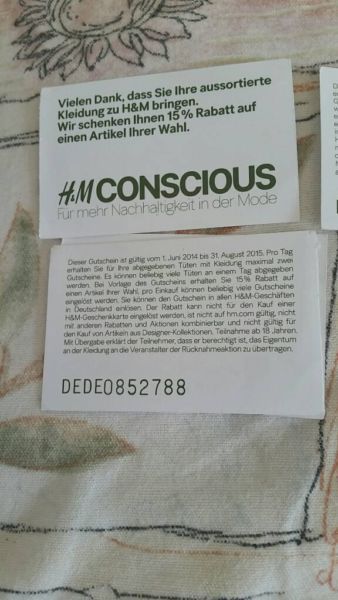 Vielen Dank, dass Sie Ihre aussortierte
Kleidung zu H&M bringen.
Wir schenken Ihnen 15% Rabatt auf
einen Artikel Ihrer Wahl.
H&M CONSCIOUS
Für mehr Nachhaltigkeit in der Mode
Dieser Gutschein ist gültig vom 1. Juni 2014 bis 31. August 2015. Pro Tag
erhalten Sie für Ihre abgegebenen Tüten mit Kleidung maximal zwei
Gutscheine. Es können beliebig viele Tüten an einem Tag abgegeben
werden. Bei Vorlage des Gutscheins erhalten Sie 15% Rabatt auf
einen Artikel Ihrer Wahl, pro Einkauf können beliebig viele Gutscheine
eingelöst werden. Sie können den Gutschein in allen H&M-Geschäften
in Deutschland einlösen. Der Rabatt kann nicht für den Kauf einer
H&M-Geschenkkarte eingelöst werden, ist nicht auf hm.com gültig, nicht
mit anderen Rabatten und Aktionen kombinierbar und nicht gültig für
den Kauf von Artikeln aus Designer-Kollektionen. Teilnahme ab 18 Jahren.
Mit Übergabe erklärt der Teilnehmer, dass er berechtigt ist, das Eigentum
an der Kleidung an die Veranstalter der Rücknahmeaktion zu übertragen.
DEDE0852788